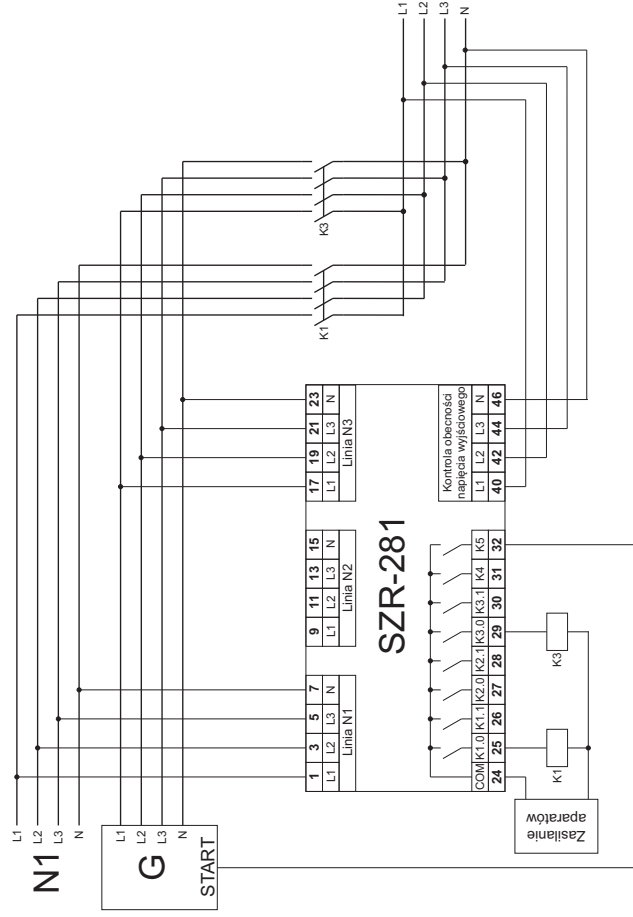 L1
L2
L3
N
N1
L1
L2
L3
N
G
START
L1
L2
L3
N
K1
K3
1 3 5 7
L1 L2 L3 N
Linia N1
9 11 13 15
L1 L2 L3 N
Linia N2
17 19 21 23
L1 L2 L3 N
Linia N3
SZR-281
Kontrola obecności
napięcia wyjściowego
L1 L2 L3 N
40 42 44 46
COM K1.0 K1.1 K2.0 K2.1 K3.0 K3.1 K4 K5
24 25 26 27 28 29 30 31 32
K1
K3
Zasilanie
aparatów